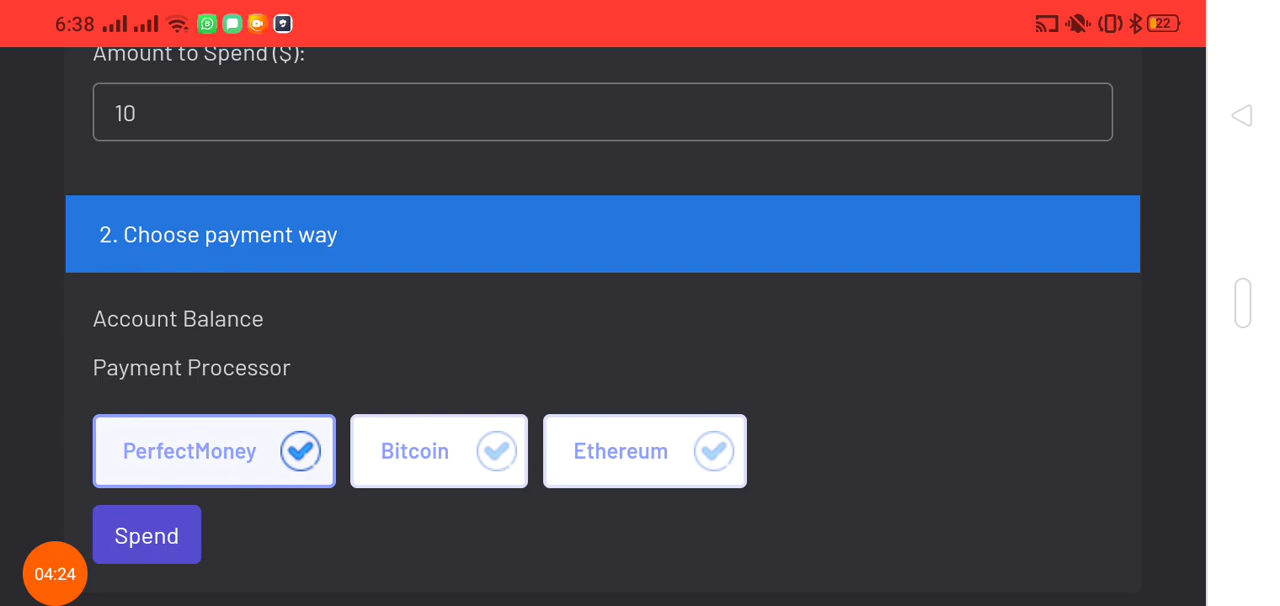 6:38
22
Amount to Spend ($):
10
2. Choose payment way
Account Balance
Payment Processor
PerfectMoney Bitcoin Ethereum
Spend
04:24